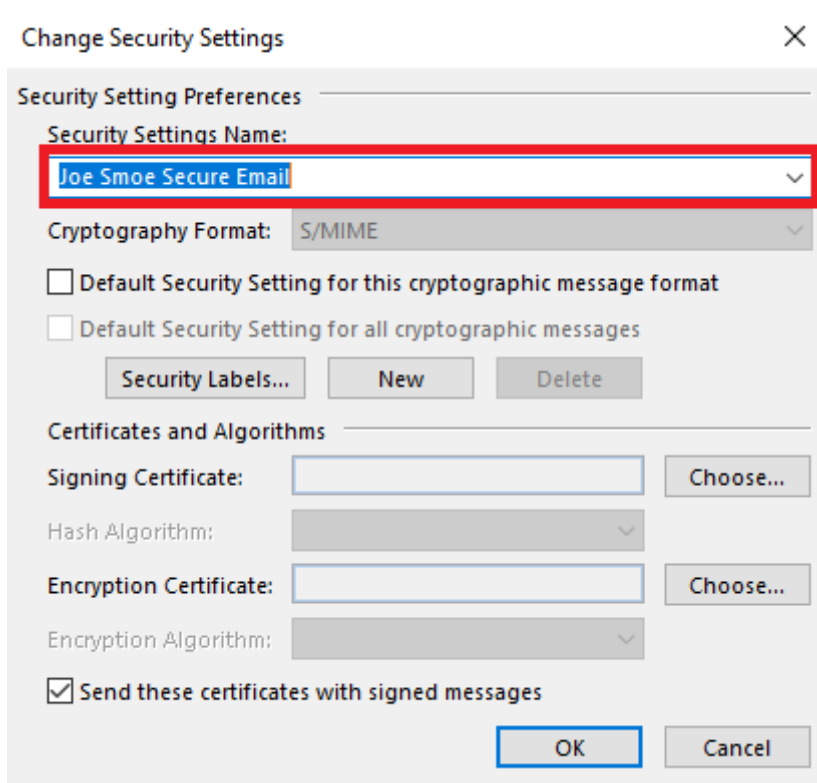 Change Security Settings
Security Setting Preferences
Security Settings Name:
Joe Smoe Secure Email
Cryptography Format: S/MIME
Default Security Setting for this cryptographic message format
Default Security Setting for all cryptographic messages
Security Labels... New Delete
Certificates and Algorithms
Signing Certificate: Choose...
Hash Algorithm:
Encryption Certificate: Choose...
Encryption Algorithm:
Send these certificates with signed messages
OK Cancel